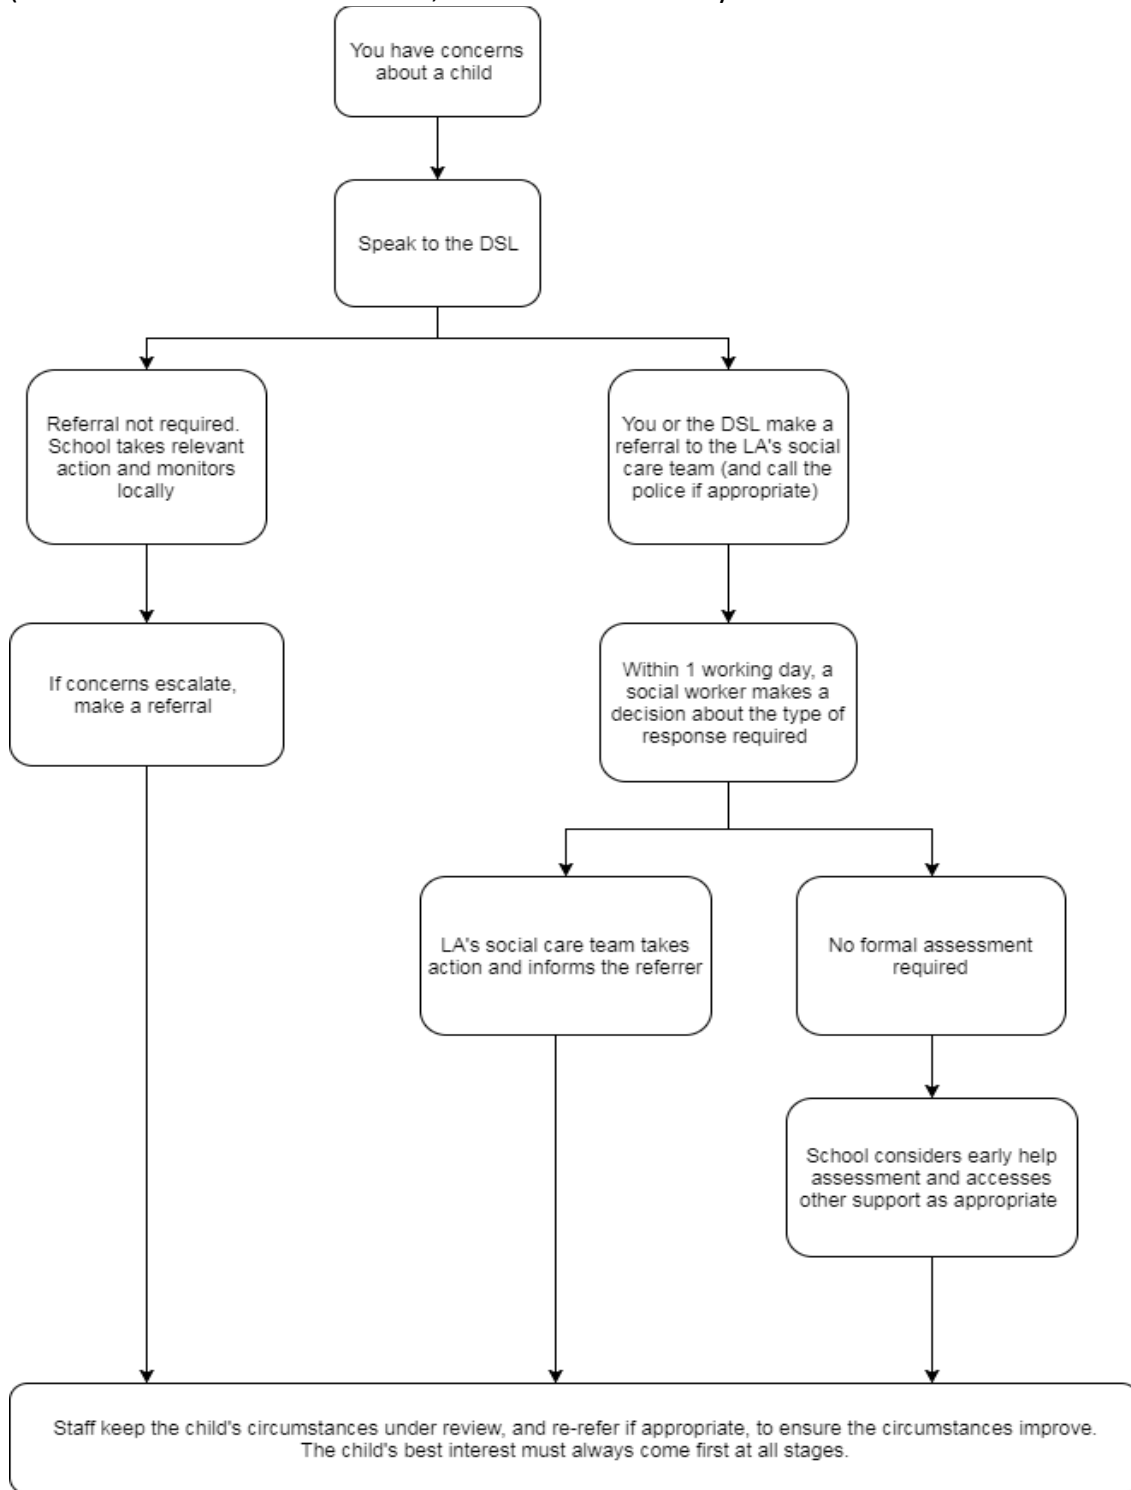 You have concerns
about a child
Speak to the DSL
Referral not required.
School takes relevant
action and monitors
locally
You or the DSL make a
referral to the LA's social
care team (and call the
police if appropriate)
If concerns escalate,
make a referral
Within 1 working day, a
social worker makes a
decision about the type of
response required
LA's social care team takes
action and informs the referrer
No formal assessment
required
School considers early help
assessment and accesses
other support as appropriate
Staff keep the child's circumstances under review, and re-refer if appropriate, to ensure the circumstances improve.
The child's best interest must always come first at all stages.